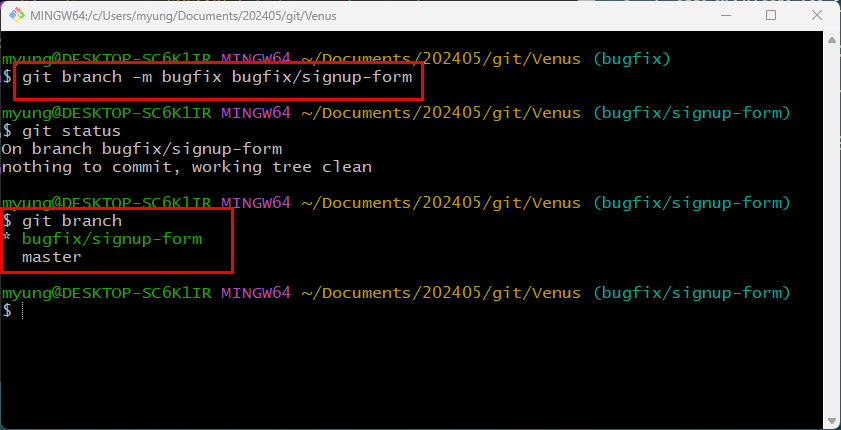 MINGW64:/c/Users/myung/Documents/202405/git/Venus
myung@DESKTOP-SC6K1IR MINGW64 ~/Documents/202405/git/Venus (bugfix)
$ git branch -m bugfix bugfix/signup-form
myung@DESKTOP-SC6K1IR MINGW64 ~/Documents/202405/git/Venus (bugfix/signup-form)
$ git status
On branch bugfix/signup-form
nothing to commit, working tree clean
myung@DESKTOP-SC6K1IR MINGW64 ~/Documents/202405/git/Venus (bugfix/signup-form)
$ git branch
* bugfix/signup-form
master
myung@DESKTOP-SC6K1IR MINGW64 ~/Documents/202405/git/Venus (bugfix/signup-form)
$